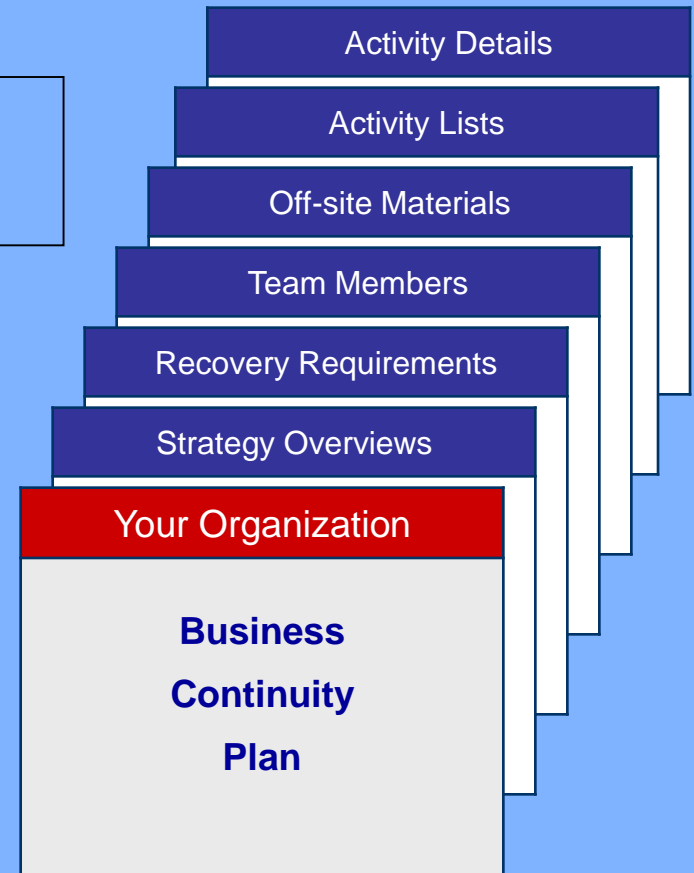 Activity Details
Activity Lists
Off-site Materials
Team Members
Recovery Requirements
Strategy Overviews
Your Organization
Business
Continuity
Plan